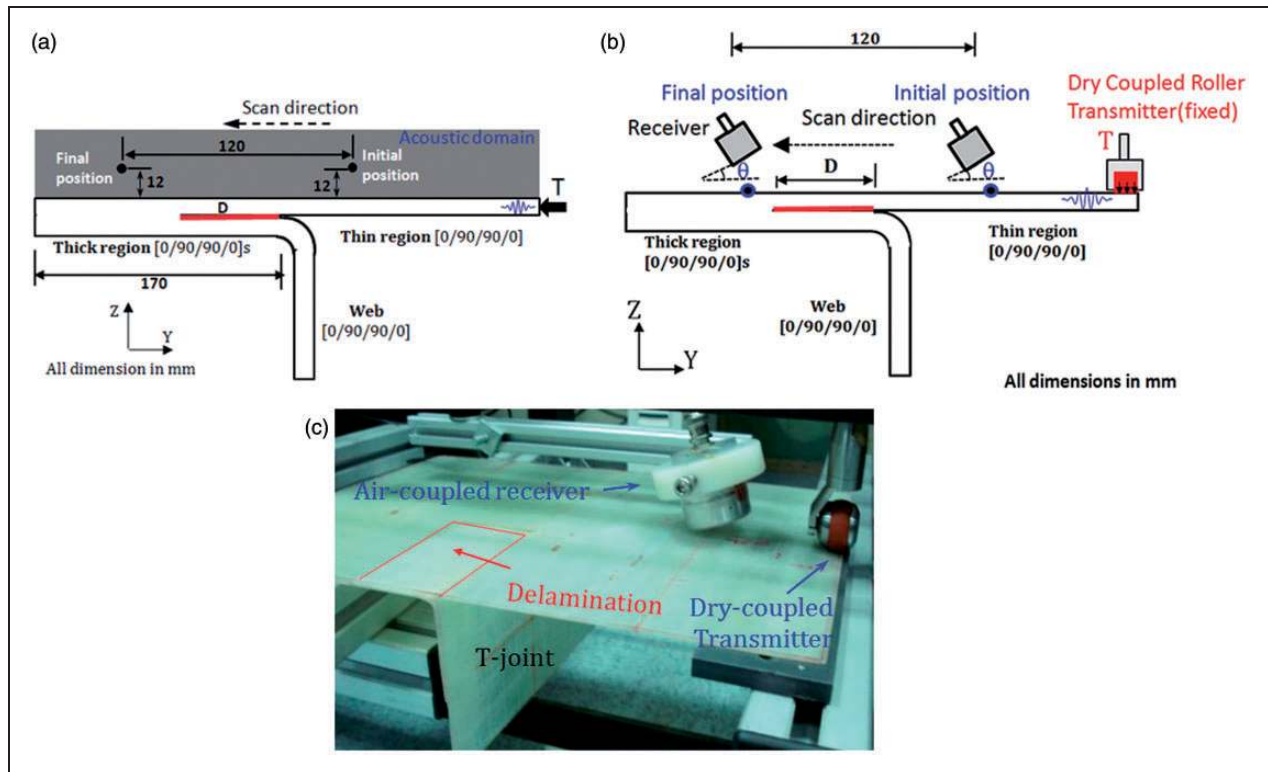 (a)
Scan direction
Acoustic domain
120
Final
position
Initial
position
12
12
T
D
Thick region [0/90/90/0]s
Thin region [0/90/90/0]
170
Web
[0/90/90/0]
Z
Y
All dimension in mm
(b)
120
Final position
Initial position
Dry Coupled Roller
Transmitter(fixed)
Receiver
Scan direction
T
θ
θ
D
Thick region
[0/90/90/0]s
Thin region
[0/90/90/0]
Web
[0/90/90/0]
Z
Y
All dimensions in mm
(c)
Air-coupled receiver
Delamination
Dry-coupled
Transmitter
T-joint